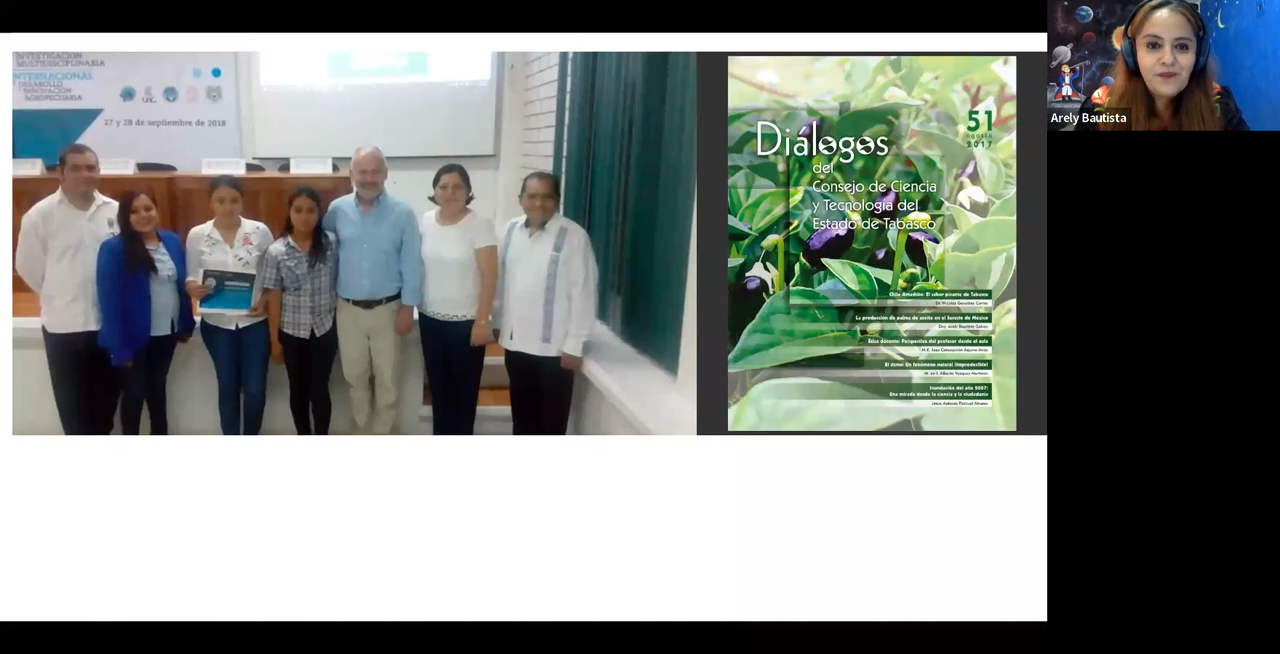 INVESTIGACIÓN
MULTIDISCIPLINARIA
INTERNACIONAL
DESARROLLO
INNOVACIÓN
AGROPECUARIA
27 y 28 de septiembre de 2018
51
agosto
2017
Diálogos
del
Consejo de Ciencia
y Tecnología del
Estado de Tabasco
Chile Amashito: El sabor picante de Tabasco
La producción de palma de aceite en el Sureste de México
Ética docente: Perspectiva del profesor desde el aula
El domo: Un fenómeno natural
Inundación del año 2007:
Una mirada desde la ciencia y la ciudadanía
Arely Bautista